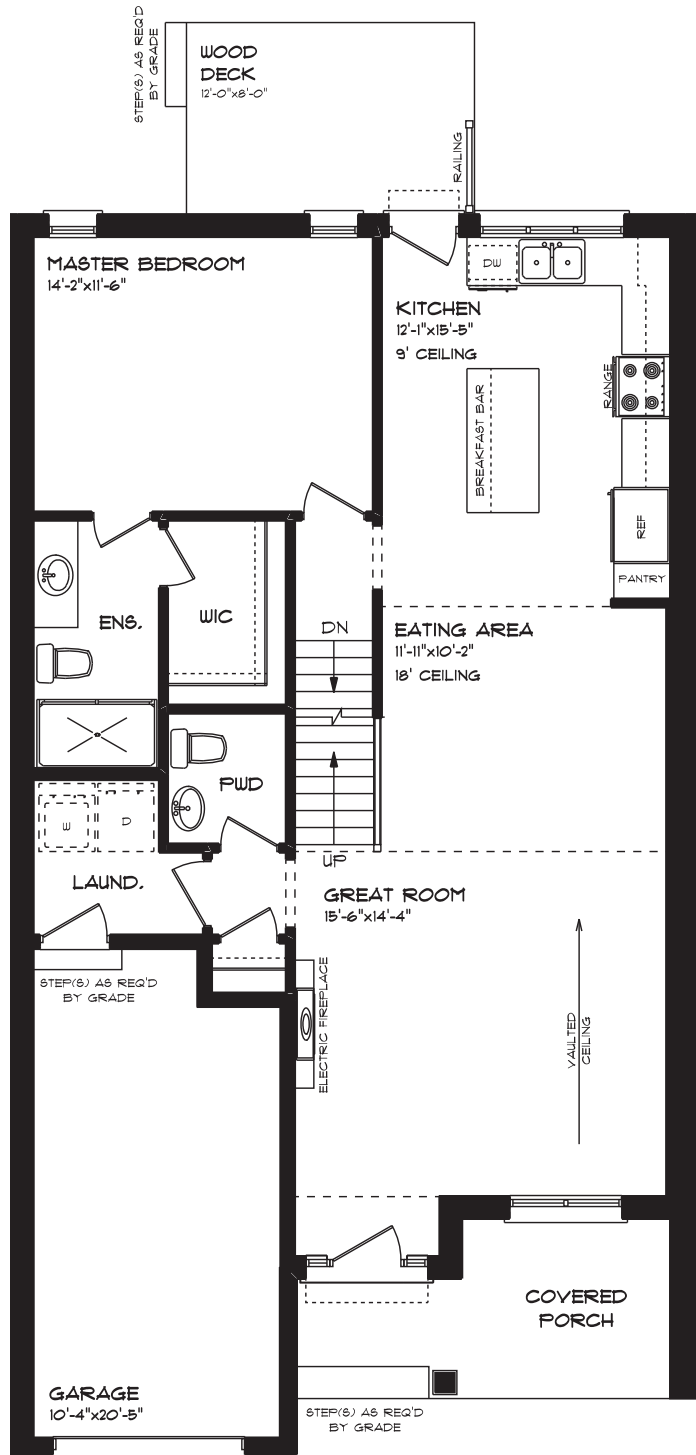 STEP(S) AS REQ'D
BY GRADE
WOOD
DECK
12'-0"x8'-0"
RAILING
MASTER BEDROOM
14'-2"x11'-6"
DW
KITCHEN
12'-1"x15'-5"
9' CEILING
RANGE
BREAKFAST BAR
REF
PANTRY
ENS.
WIC
DN
EATING AREA
11'-11"x10'-2"
18' CEILING
PWD
W
D
UP
LAUND.
GREAT ROOM
15'-6"x14'-4"
STEP(S) AS REQ'D
BY GRADE
ELECTRIC FIREPLACE
VAULTED
CEILING
COVERED
PORCH
GARAGE
10'-4"x20'-5"
STEP(S) AS REQ'D
BY GRADE